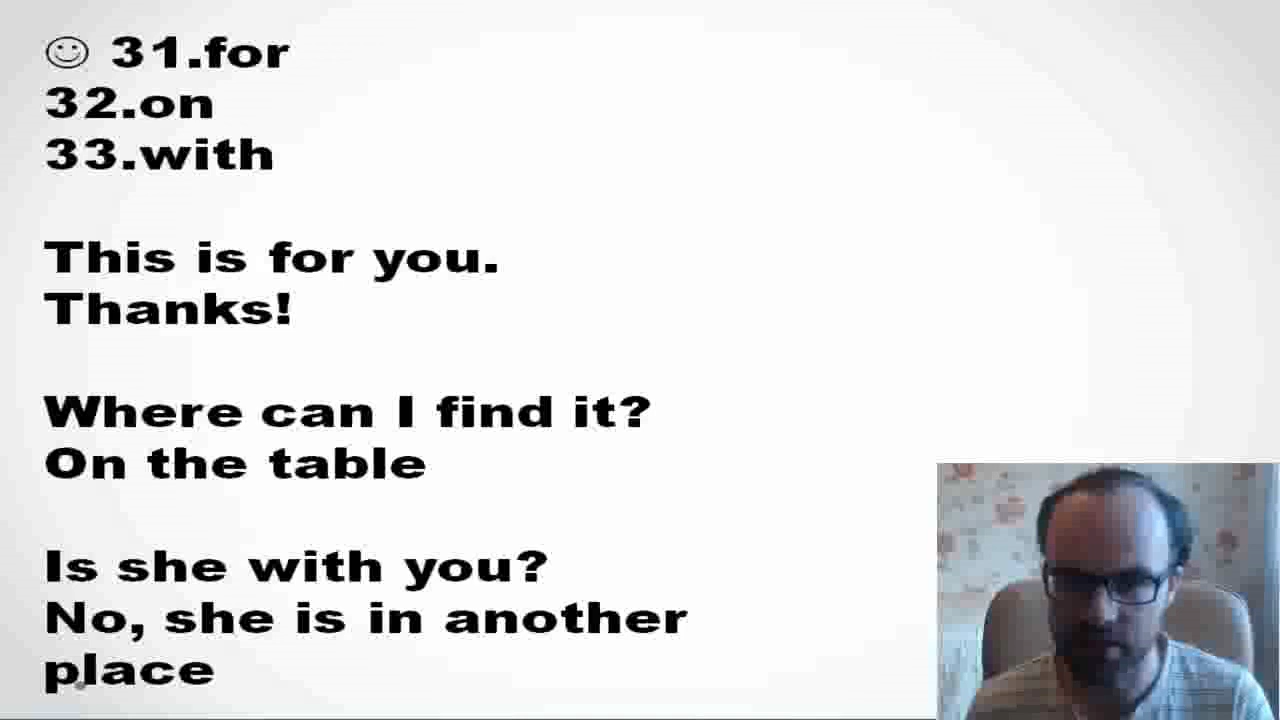 ☺ 31.for
32.on
33.with
This is for you.
Thanks!
Where can I find it?
On the table
Is she with you?
No, she is in another
place